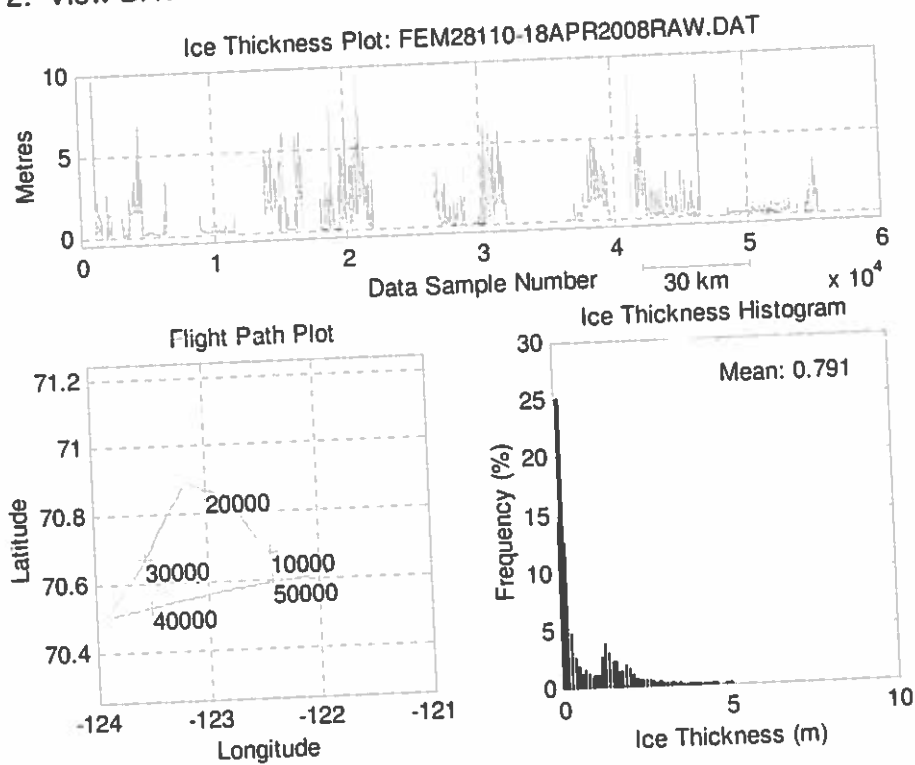 Ice Thickness Plot: FEM28110-18APR2008RAW.DAT
Metres
10
5
0
0 1 2 3 4 5 6
Data Sample Number
30 km
x 10^4
Flight Path Plot
Latitude
71.2
71
70.8
70.6
70.4
20000
30000
10000
50000
40000
-124 -123 -122 -121
Longitude
Ice Thickness Histogram
Mean: 0.791
Frequency (%)
30
25
20
15
10
5
0
0 5 10
Ice Thickness (m)